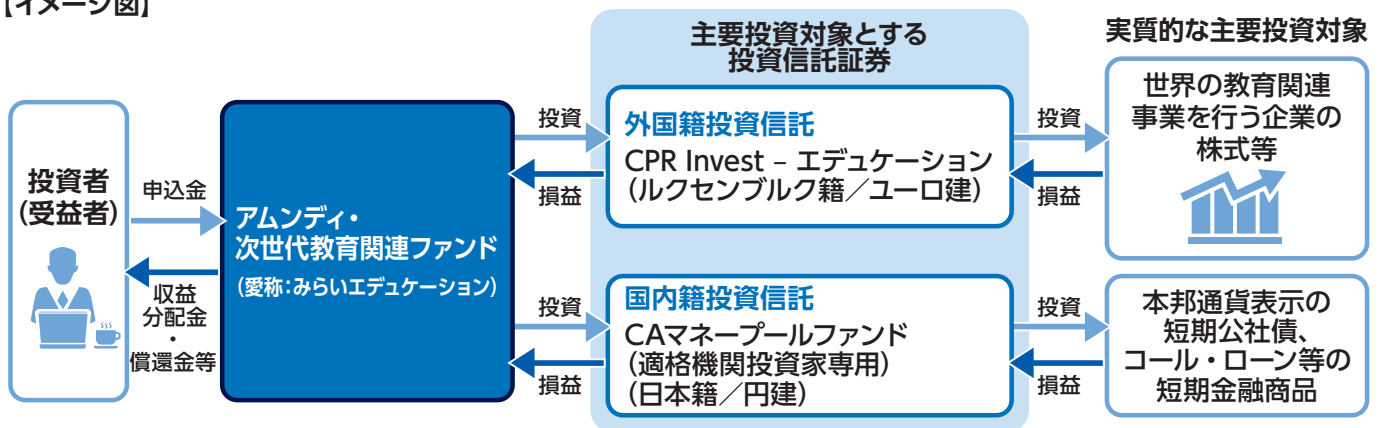 【イメージ図】
投資者
(受益者)
申込金
収益
分配金
・
償還金等
アムンディ・
次世代教育関連ファンド
(愛称:みらいエデュケーション)
投資
損益
投資
損益
主要投資対象とする
投資信託証券
外国籍投資信託
CPR Invest – エデュケーション
(ルクセンブルク籍/ユーロ建)
国内籍投資信託
CAマネープールファンド
(適格機関投資家専用)
(日本籍/円建)
投資
損益
投資
損益
実質的な主要投資対象
世界の教育関連
事業を行う企業の
株式等
本邦通貨表示の
短期公社債、
コール・ローン等の
短期金融商品